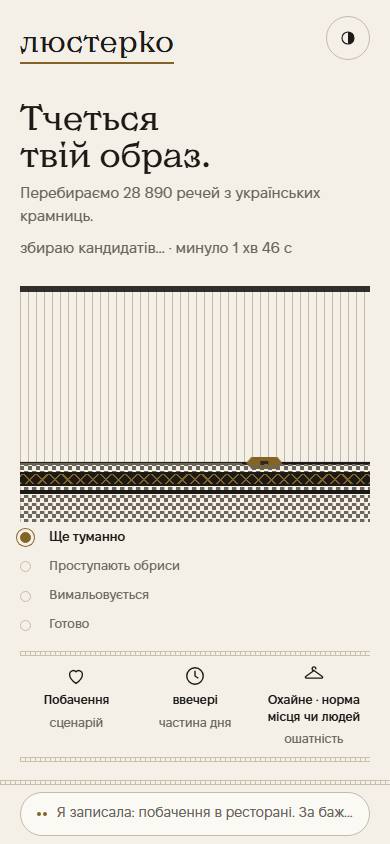 люстерко
Тчеться
твій образ.
Перебираємо 28 890 речей з українських
крамниць.
збираю кандидатів... · минуло 1 хв 46 с
Ще туманно
Проступають обриси
Вимальовується
Готово
Побачення
сценарій
ввечері
частина дня
Охайне · норма
місця чи людей
ошатність
Я записала: побачення в ресторані. За баж...